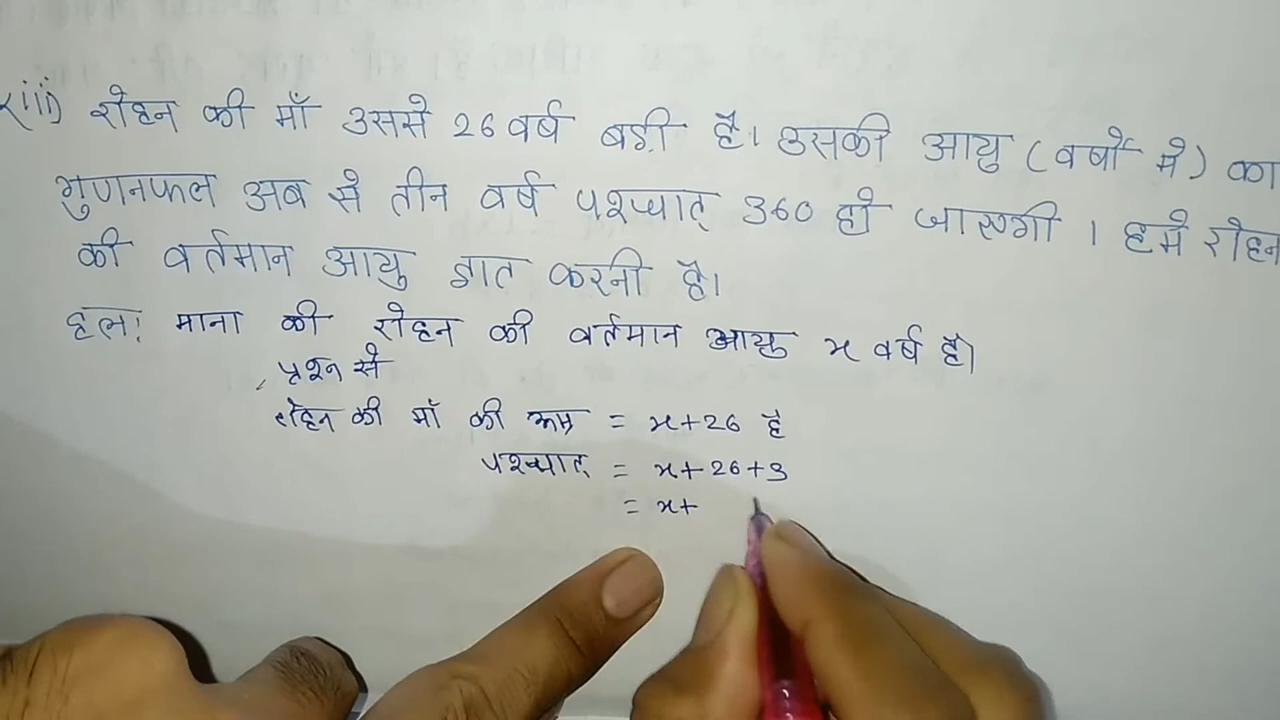 (iii) रोहन की माँ उससे 26 वर्ष बड़ी है। उसकी आयु (वर्षों मे) का
गुणनफल अब से तीन वर्ष पश्चात् 360 हो जाएगी । हमे रोहन
की वर्तमान आयु ज्ञात करनी है।
हल: माना की रोहन की वर्तमान आयु x वर्ष है।
प्रश्न से
रोहन की माँ की उम्र = x+26 है
पश्चात् = x+26+3
= x+